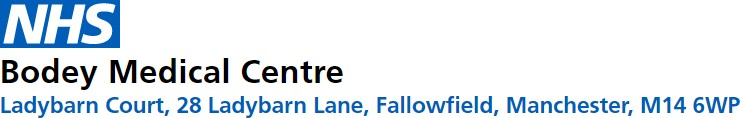 NHS
Bodey Medical Centre
Ladybarn Court, 28 Ladybarn Lane, Fallowfield, Manchester, M14 6WP